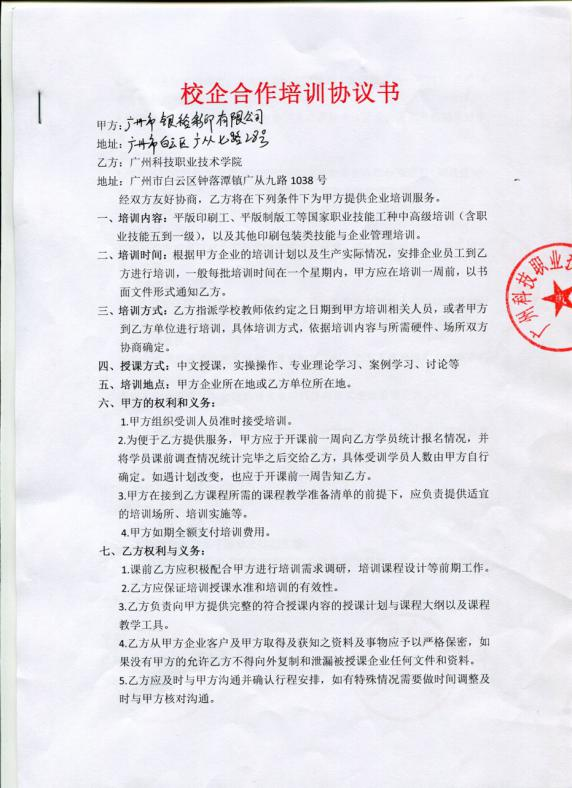 校企合作培训协议书
甲方：广州市银粒彩印有限公司
地址：广州市白云区广从七路28号
乙方：广州科技职业技术学院
地址：广州市白云区钟落潭镇广从九路 1038 号
经双方友好协商，乙方将在下列条件下为甲方提供企业培训服务。
一、培训内容：平版印刷工、平版制版工等国家职业技能工种中高级培训（含职
业技能五到一级），以及其他印刷包装类技能与企业管理培训。
二、培训时间：根据甲方企业的培训计划以及生产实际情况，安排企业员工到乙
方进行培训，一般每批培训时间在一个星期内，甲方应在培训一周前，以书
面文件形式通知乙方。
三、培训方式：乙方指派学校教师依约定之日期到甲方培训相关人员，或者甲方
到乙方单位进行培训，具体培训方式，依据培训内容与所需硬件、场所双方
协商确定。
四、授课方式：中文授课，实操操作、专业理论学习、案例学习、讨论等
五、培训地点：甲方企业所在地或乙方单位所在地。
六、甲方的权利和义务：
1.甲方组织受训人员准时接受培训。
2.为便于乙方提供服务，甲方应于开课前一周向乙方学员统计报名情况，并
将学员课前调查情况统计完毕之后交给乙方，具体受训学员人数由甲方自行
确定。如遇计划改变，也应于开课前一周告知乙方。
3.甲方在接到乙方课程所需的课程教学准备清单的前提下，应负责提供适宜
的培训场所、培训实施等。
4.甲方如期全额支付培训费用。
七、乙方权利与义务：
1.课前乙方应积极配合甲方进行培训需求调研，培训课程设计等前期工作。
2.乙方应保证培训授课水准和培训的有效性。
3.乙方负责向甲方提供完整的符合授课内容的授课计划与课程大纲以及课程
教学工具。
4.乙方从甲方企业客户及甲方取得及获知之资料及事物应予以严格保密，如
果没有甲方的允许乙方不得向外复制和泄漏被授课企业任何文件和资料。
5.乙方应及时与甲方沟通并确认行程安排，如有特殊情况需要做时间调整及
时与甲方核对沟通。
广州科技职业技